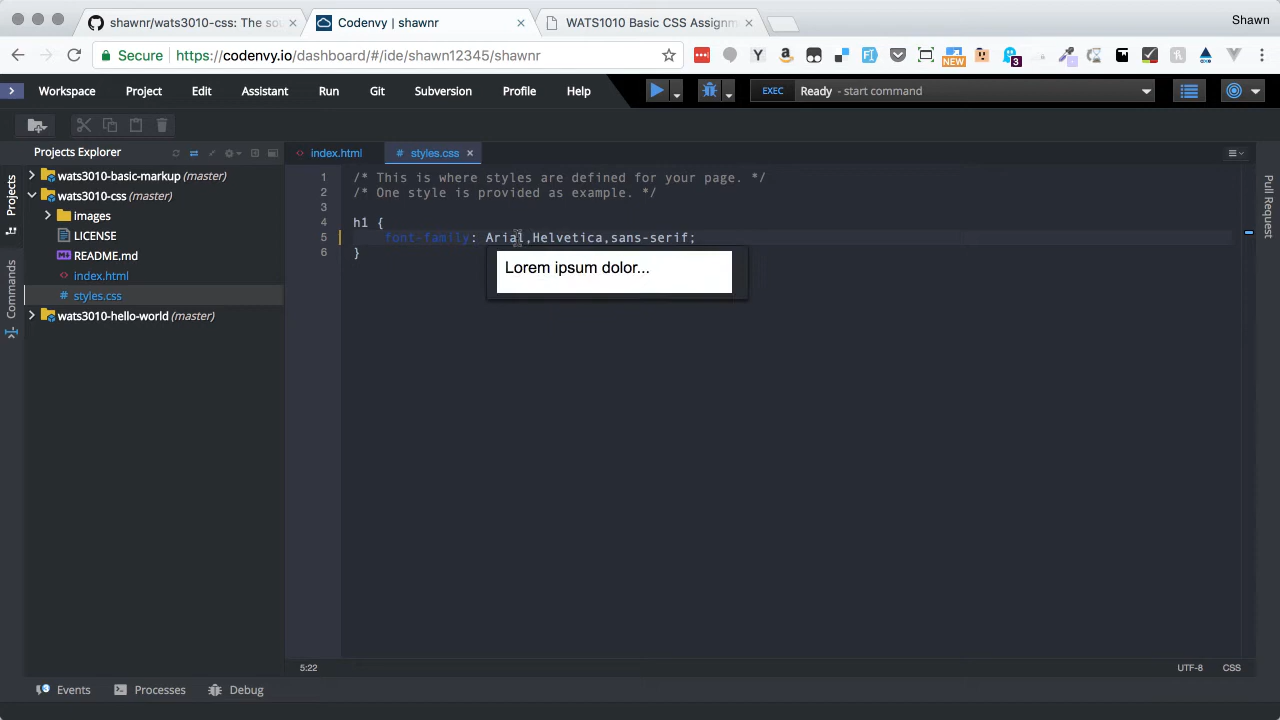 shawnr/wats3010-css: The sou
Codenvy | shawnr
WATS1010 Basic CSS Assignm
Shawn
Secure
https://codenvy.io/dashboard/#/ide/shawn12345/shawnr
Y
NEW
3
Workspace
Project
Edit
Assistant
Run
Git
Subversion
Profile
Help
EXEC
Ready - start command
Projects Explorer
index.html
# styles.css
Projects
Commands
Pull Request
wats3010-basic-markup (master)
wats3010-css (master)
images
LICENSE
README.md
index.html
# styles.css
wats3010-hello-world (master)
1 /* This is where styles are defined for your page. */
2 /* One style is provided as example. */
3
4 h1 {
5 font-family: Arial,Helvetica,sans-serif;
6 }
Lorem ipsum dolor...
5:22
UTF-8
CSS
3 Events
Processes
Debug